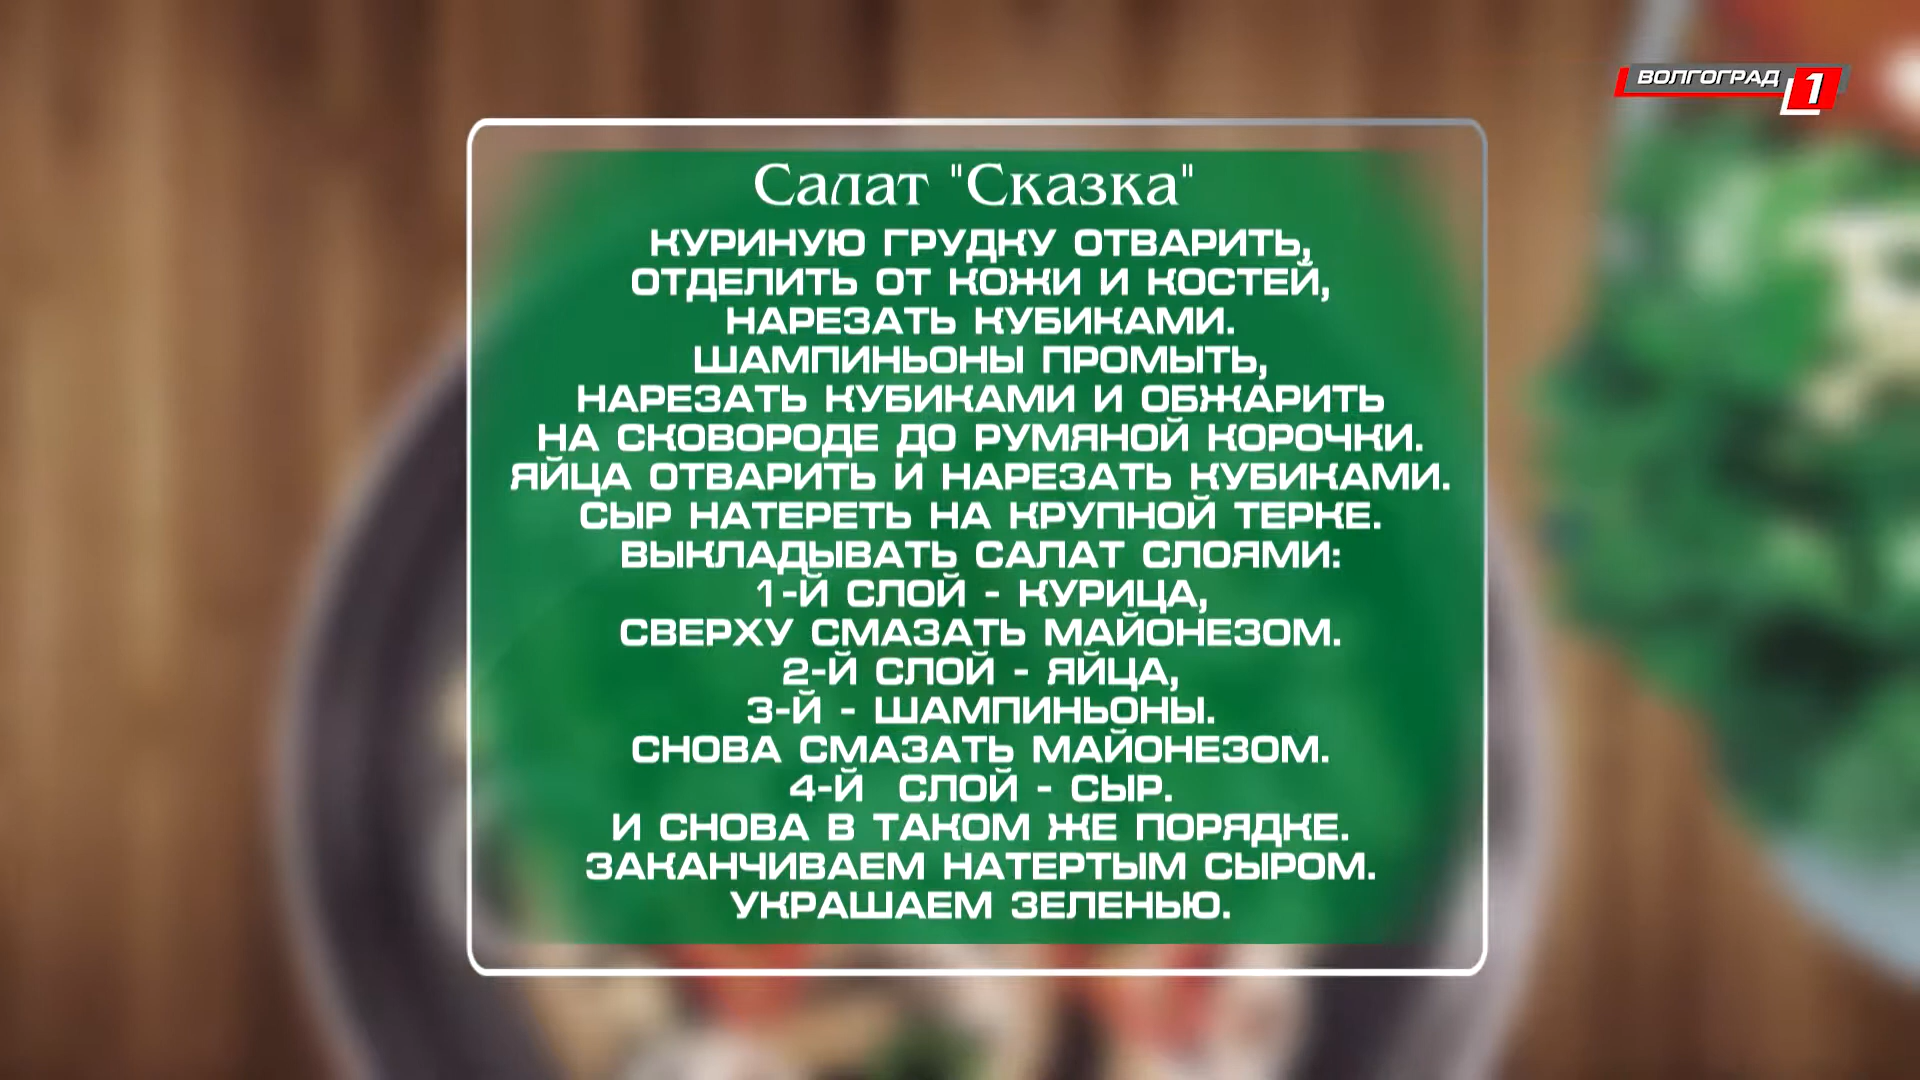 ВОЛГОГРАД 1
Салат "Сказка"
КУРИНУЮ ГРУДКУ ОТВАРИТЬ,
ОТДЕЛИТЬ ОТ КОЖИ И КОСТЕЙ,
НАРЕЗАТЬ КУБИКАМИ.
ШАМПИНЬОНЫ ПРОМЫТЬ,
НАРЕЗАТЬ КУБИКАМИ И ОБЖАРИТЬ
НА СКОВОРОДЕ ДО РУМЯНОЙ КОРОЧКИ.
ЯЙЦА ОТВАРИТЬ И НАРЕЗАТЬ КУБИКАМИ.
СЫР НАТЕРЕТЬ НА КРУПНОЙ ТЕРКЕ.
ВЫКЛАДЫВАТЬ САЛАТ СЛОЯМИ:
1-Й СЛОЙ - КУРИЦА,
СВЕРХУ СМАЗАТЬ МАЙОНЕЗОМ.
2-Й СЛОЙ - ЯЙЦА,
3-Й - ШАМПИНЬОНЫ.
СНОВА СМАЗАТЬ МАЙОНЕЗОМ.
4-Й СЛОЙ - СЫР.
И СНОВА В ТАКОМ ЖЕ ПОРЯДКЕ.
ЗАКАНЧИВАЕМ НАТЕРТЫМ СЫРОМ.
УКРАШАЕМ ЗЕЛЕНЬЮ.